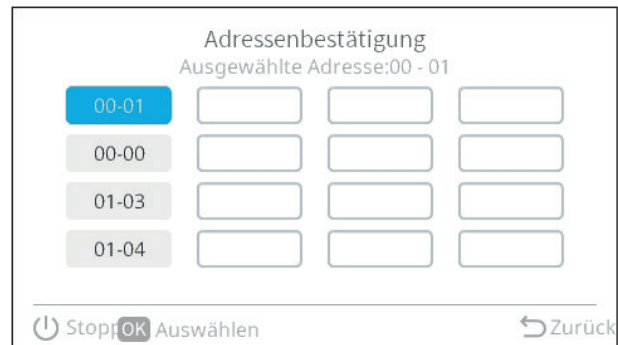 Adressenbestätigung
Ausgewählte Adresse:00 - 01
00-01
00-00
01-03
01-04
Stopp OK Auswählen Zurück